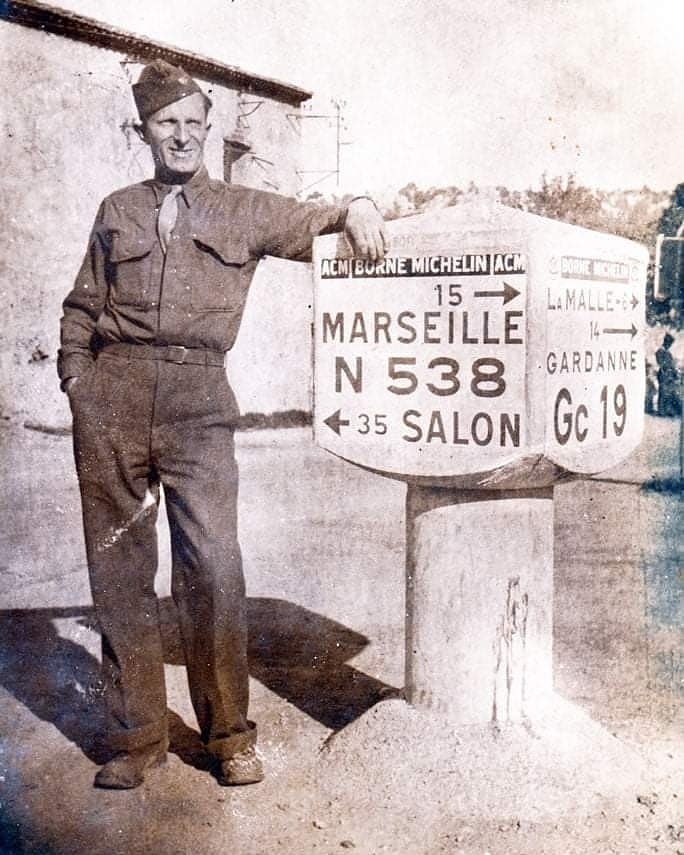 ACM BORNE MICHELIN ACM
15 →
MARSEILLE
N 538
← 35 SALON
BORNE MICHELIN
LA MALLE-6→
14→
GARDANNE
Gc 19